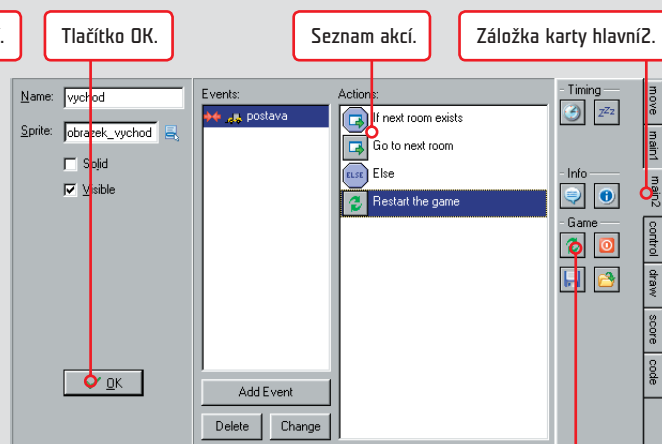 .
Tlačítko OK.
Seznam akcí.
Záložka karty hlavní2.
Name: vychod
Sprite: obrazek_vychod
Solid
Visible
OK
Events:
postava
Add Event
Delete Change
Actions:
If next room exists
Go to next room
ELSE Else
Restart the game
Timing
zZZ
Info
Game
move
main1
main2
control
draw
score
code